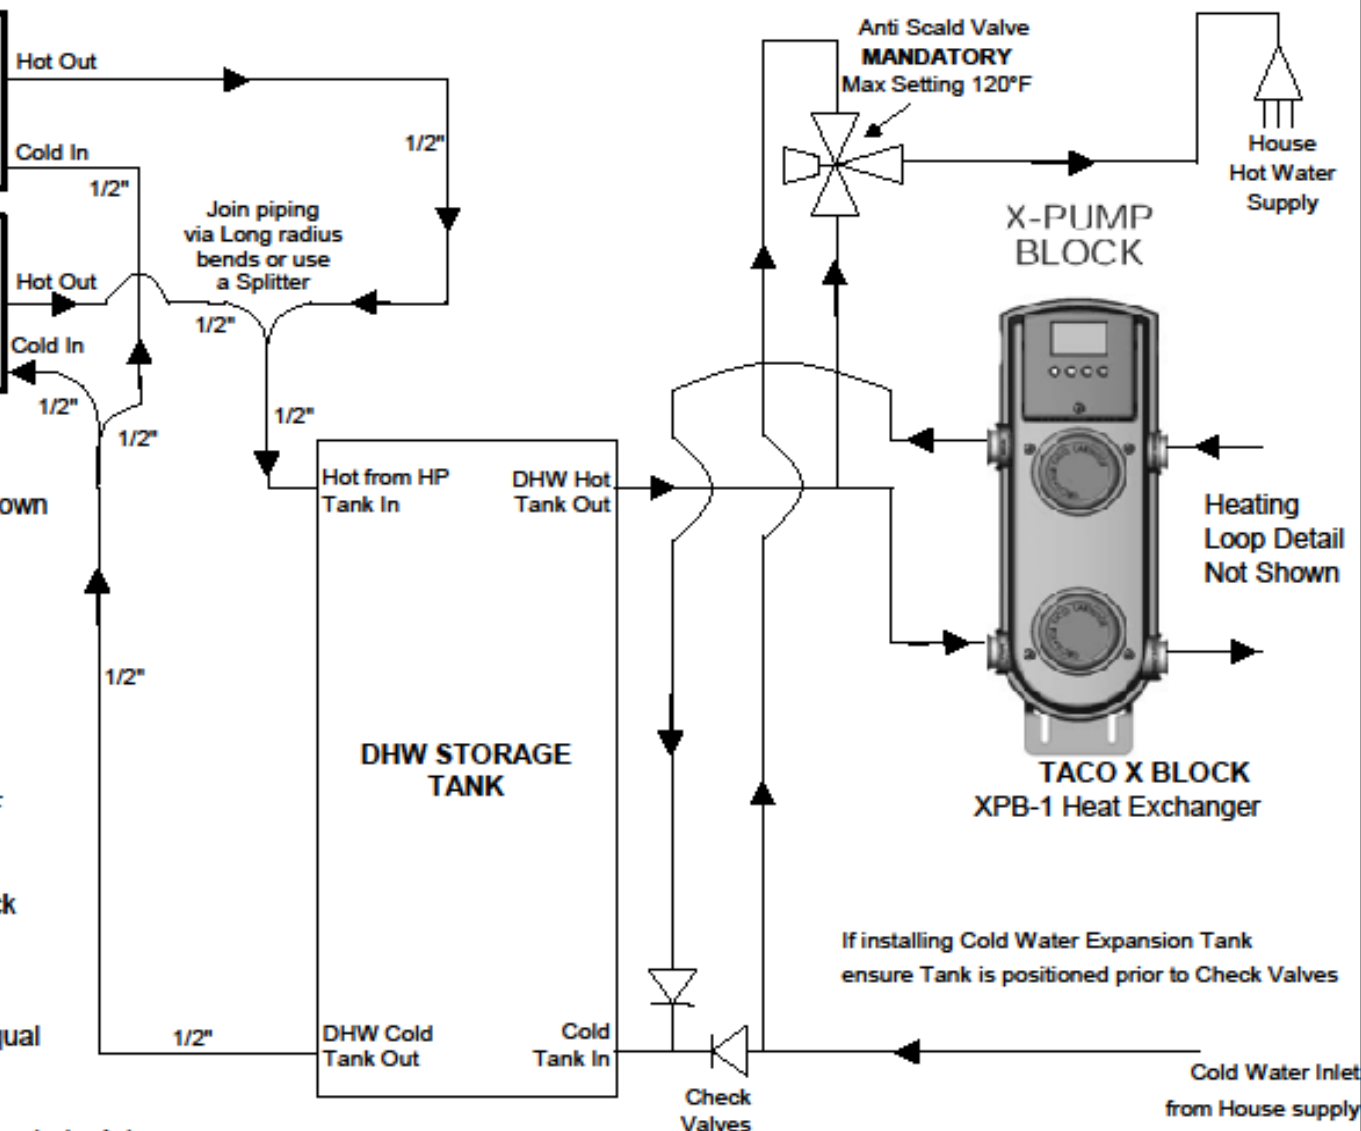 Hot Out
Cold In
1/2"
1/2"
Anti Scald Valve
MANDATORY
Max Setting 120°F
House
Hot Water
Supply
Join piping
via Long radius
bends or use
a Splitter
X-PUMP
BLOCK
Hot Out
1/2"
Cold In
1/2"
1/2"
1/2"
Hot from HP
Tank In
DHW Hot
Tank Out
own
Heating
Loop Detail
Not Shown
1/2"
DHW STORAGE
TANK
TACO X BLOCK
XPB-1 Heat Exchanger
ck
If installing Cold Water Expansion Tank
ensure Tank is positioned prior to Check Valves
qual
1/2"
DHW Cold
Tank Out
Cold
Tank In
Check
Valves
Cold Water Inlet
from House supply